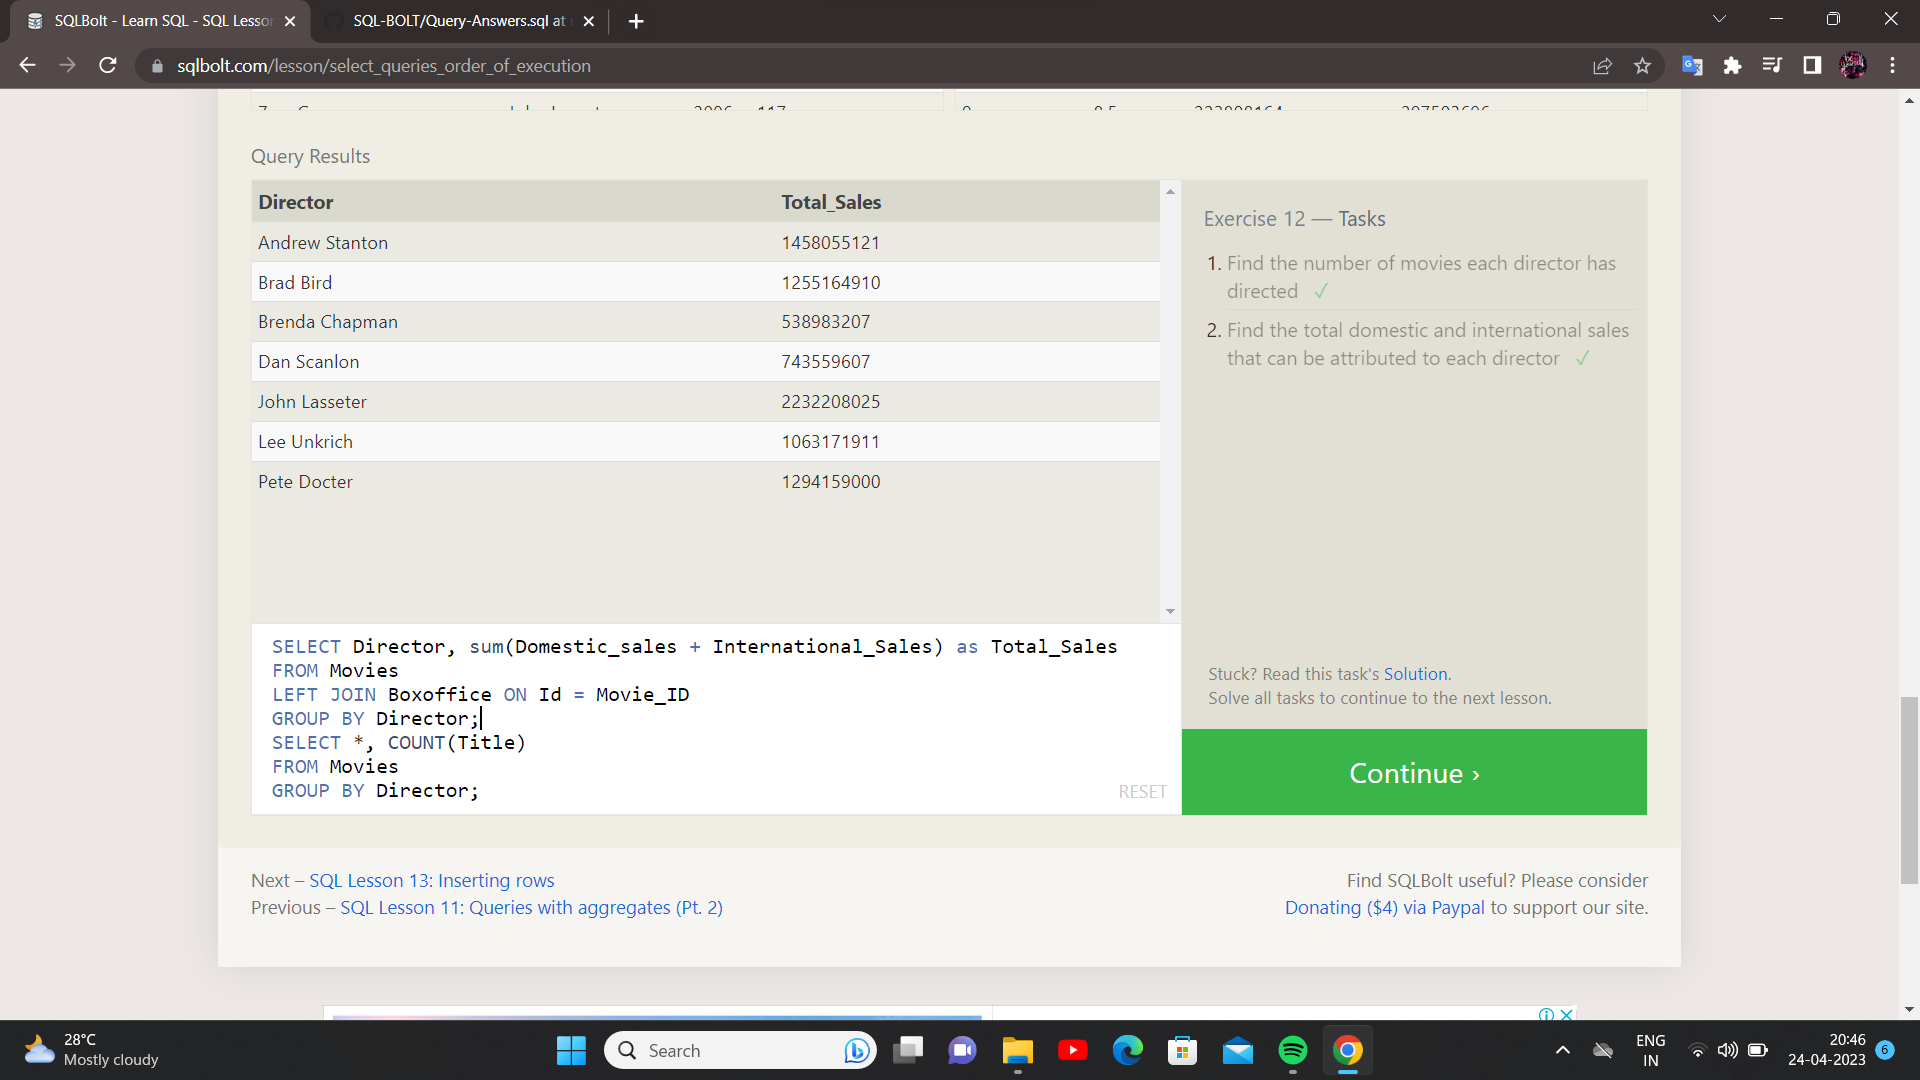 SQLBolt - Learn SQL - SQL Lesson
SQL-BOLT/Query-Answers.sql at
sqlbolt.com/lesson/select_queries_order_of_execution
Query Results
Director Total_Sales
Andrew Stanton 1458055121
Brad Bird 1255164910
Brenda Chapman 538983207
Dan Scanlon 743559607
John Lasseter 2232208025
Lee Unkrich 1063171911
Pete Docter 1294159000
Exercise 12 — Tasks
1. Find the number of movies each director has
directed ✓
2. Find the total domestic and international sales
that can be attributed to each director ✓
Stuck? Read this task's Solution.
Solve all tasks to continue to the next lesson.
Continue ›
SELECT Director, sum(Domestic_sales + International_Sales) as Total_Sales
FROM Movies
LEFT JOIN Boxoffice ON Id = Movie_ID
GROUP BY Director;
SELECT *, COUNT(Title)
FROM Movies
GROUP BY Director;
RESET
Next – SQL Lesson 13: Inserting rows
Previous – SQL Lesson 11: Queries with aggregates (Pt. 2)
Find SQLBolt useful? Please consider
Donating ($4) via Paypal to support our site.
28°C
Mostly cloudy
Search
ENG
IN
20:46
24-04-2023
6